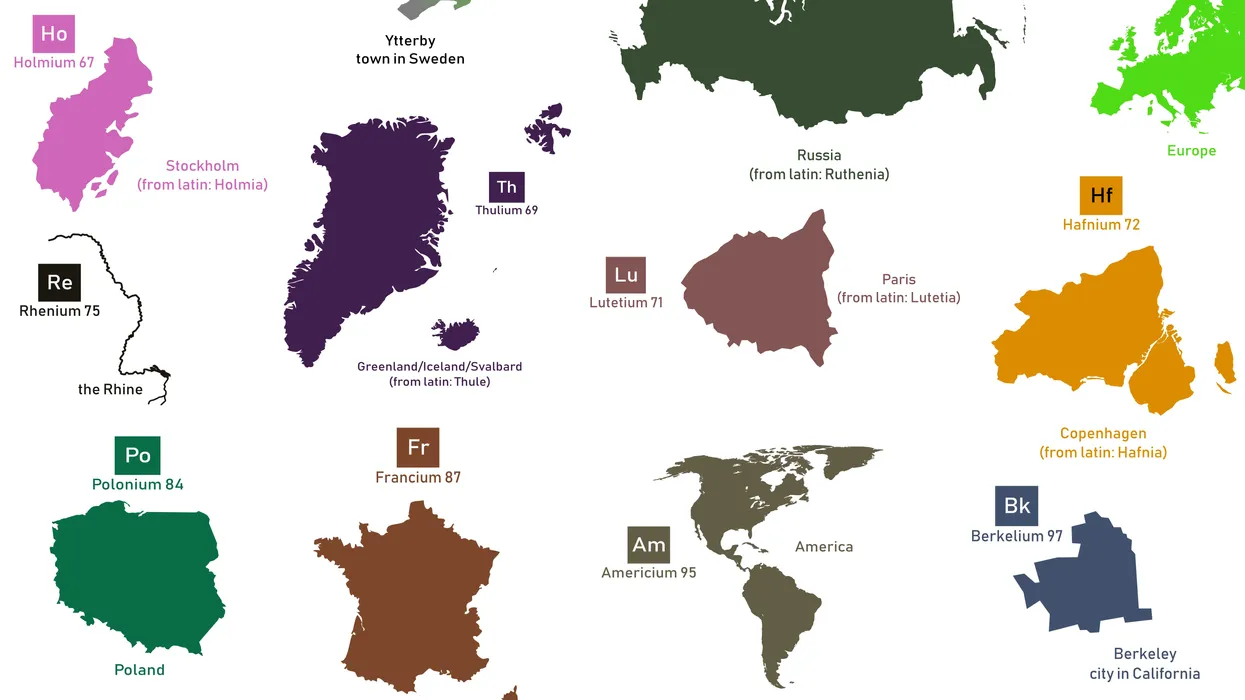 Ho
Holmium 67
Stockholm
(from latin: Holmia)
Ytterby
town in Sweden
Russia
(from latin: Ruthenia)
Europe
Th
Thulium 69
Greenland/Iceland/Svalbard
(from latin: Thule)
Re
Rhenium 75
the Rhine
Lu
Lutetium 71
Paris
(from latin: Lutetia)
Hf
Hafnium 72
Copenhagen
(from latin: Hafnia)
Po
Polonium 84
Poland
Fr
Francium 87
Am
Americium 95
America
Bk
Berkelium 97
Berkeley
city in California